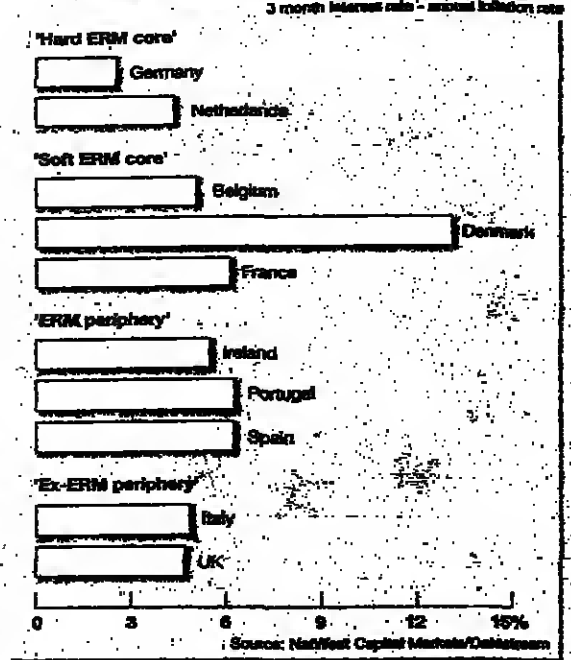 3 month interest rate - annual inflation rate
'Hard ERM core'
Germany
Netherlands
'Soft ERM core'
Belgium
Denmark
France
'ERM periphery'
Ireland
Portugal
Spain
'Ex-ERM periphery'
Italy
UK
0 3 6 9 12 15%
Source: NatWest Capital Markets/Datastream